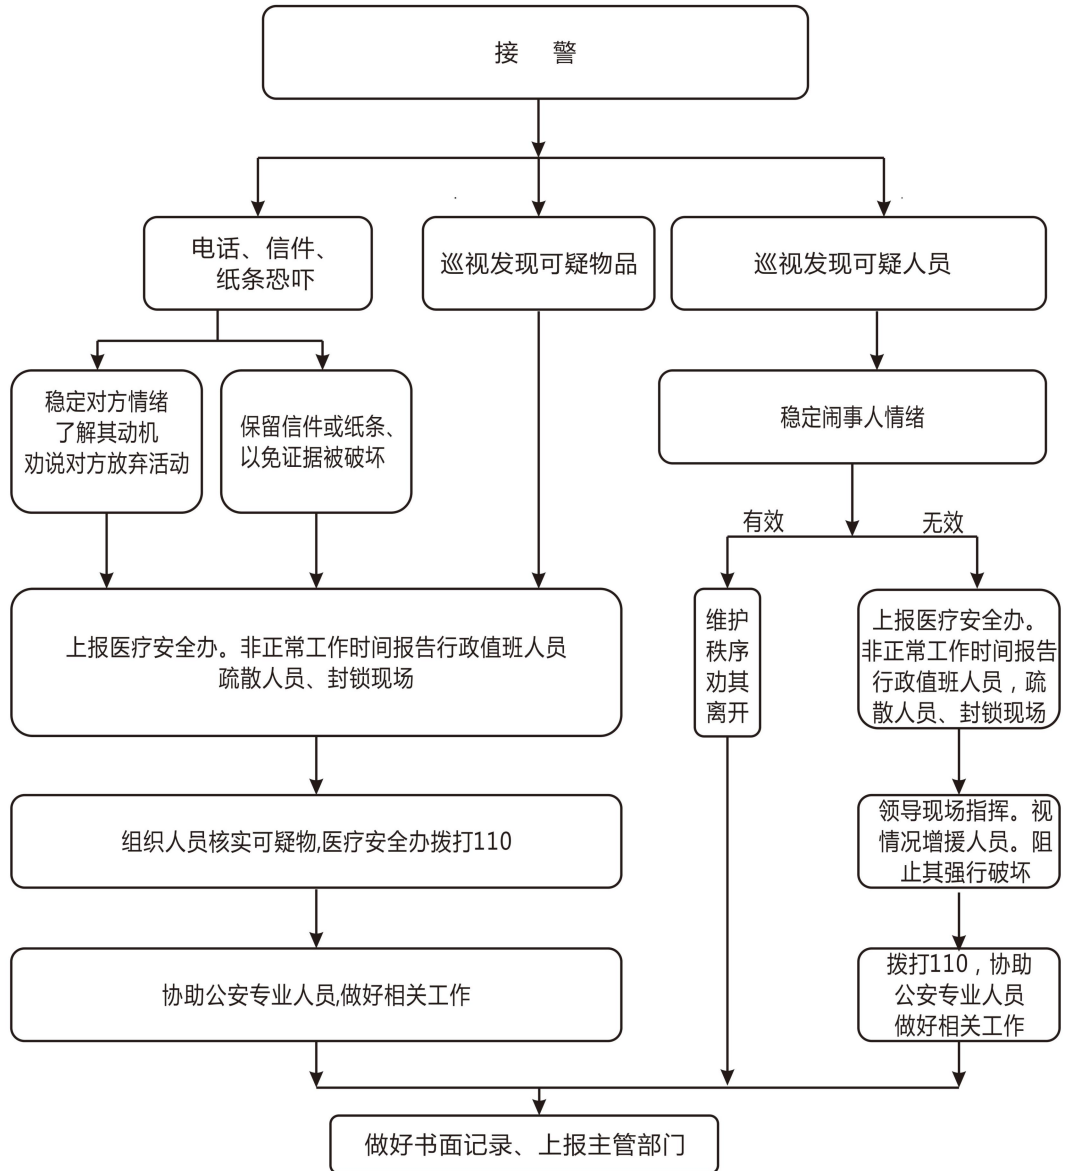 接 警
电话、信件、
纸条恐吓
巡视发现可疑物品
巡视发现可疑人员
稳定对方情绪
了解其动机
劝说对方放弃活动
保留信件或纸条、
以免证据被破坏
稳定闹事人情绪
有效
无效
上报医疗安全办。非正常工作时间报告行政值班人员
疏散人员、封锁现场
维护
秩序
劝其
离开
上报医疗安全办。
非正常工作时间报告
行政值班人员，疏
散人员、封锁现场
组织人员核实可疑物,医疗安全办拨打110
领导现场指挥。视
情况增援人员。阻
止其强行破坏
协助公安专业人员,做好相关工作
拨打110，协助
公安专业人员
做好相关工作
做好书面记录、上报主管部门